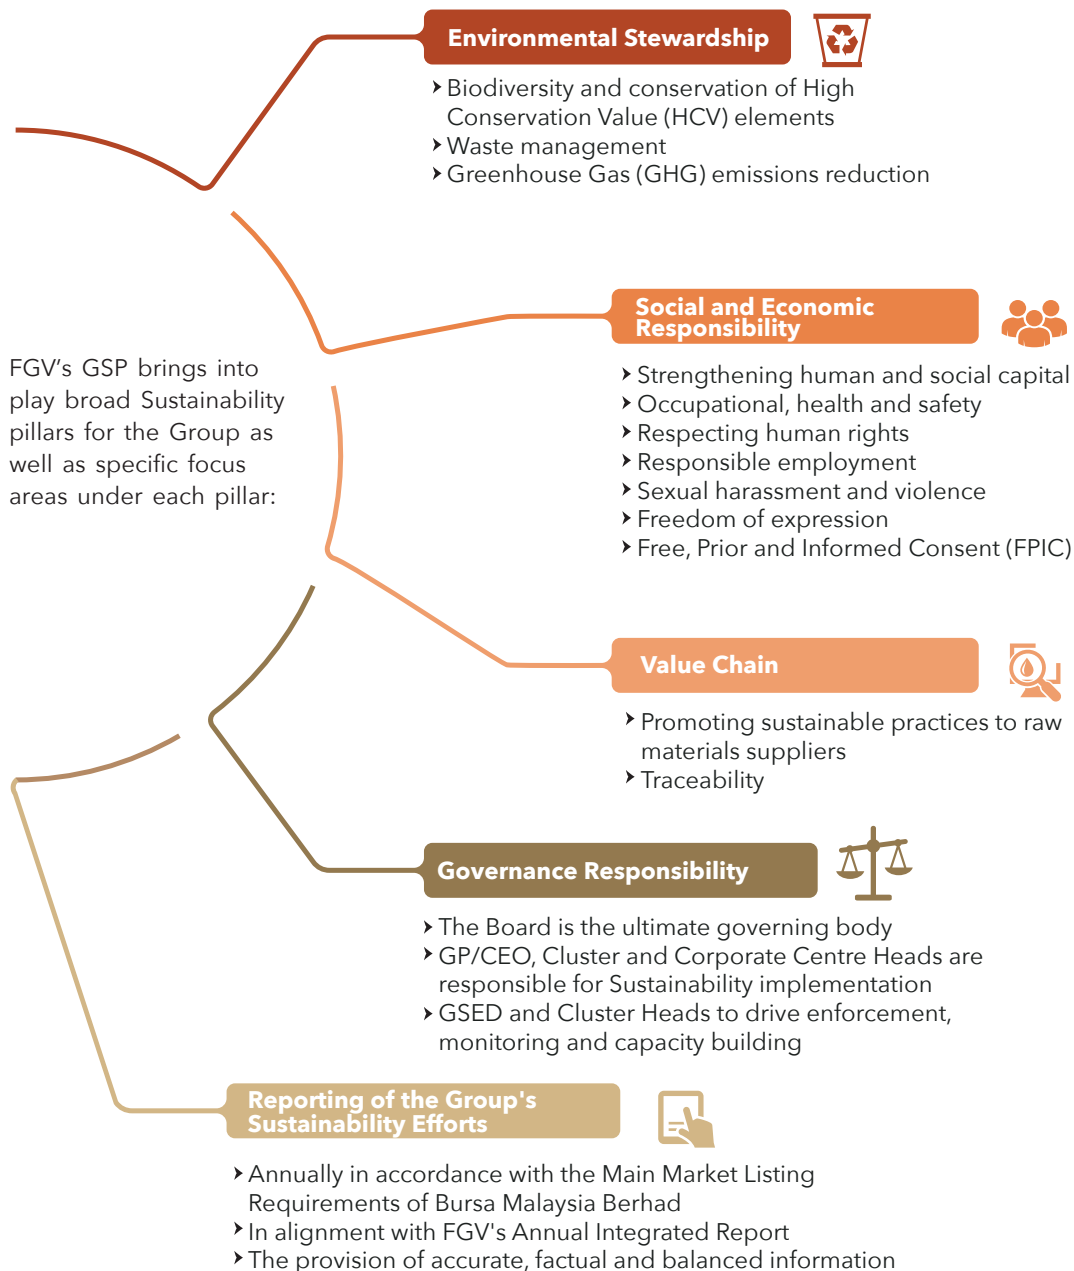 Environmental Stewardship
Biodiversity and conservation of High
Conservation Value (HCV) elements
Waste management
Greenhouse Gas (GHG) emissions reduction
FGV's GSP brings into
play broad Sustainability
pillars for the Group as
well as specific focus
areas under each pillar:
Social and Economic
Responsibility
Strengthening human and social capital
Occupational, health and safety
Respecting human rights
Responsible employment
Sexual harassment and violence
Freedom of expression
Free, Prior and Informed Consent (FPIC)
Value Chain
Promoting sustainable practices to raw
materials suppliers
Traceability
Governance Responsibility
The Board is the ultimate governing body
GP/CEO, Cluster and Corporate Centre Heads are
responsible for Sustainability implementation
GSED and Cluster Heads to drive enforcement,
monitoring and capacity building
Reporting of the Group's
Sustainability Efforts
Annually in accordance with the Main Market Listing
Requirements of Bursa Malaysia Berhad
In alignment with FGV's Annual Integrated Report
The provision of accurate, factual and balanced information